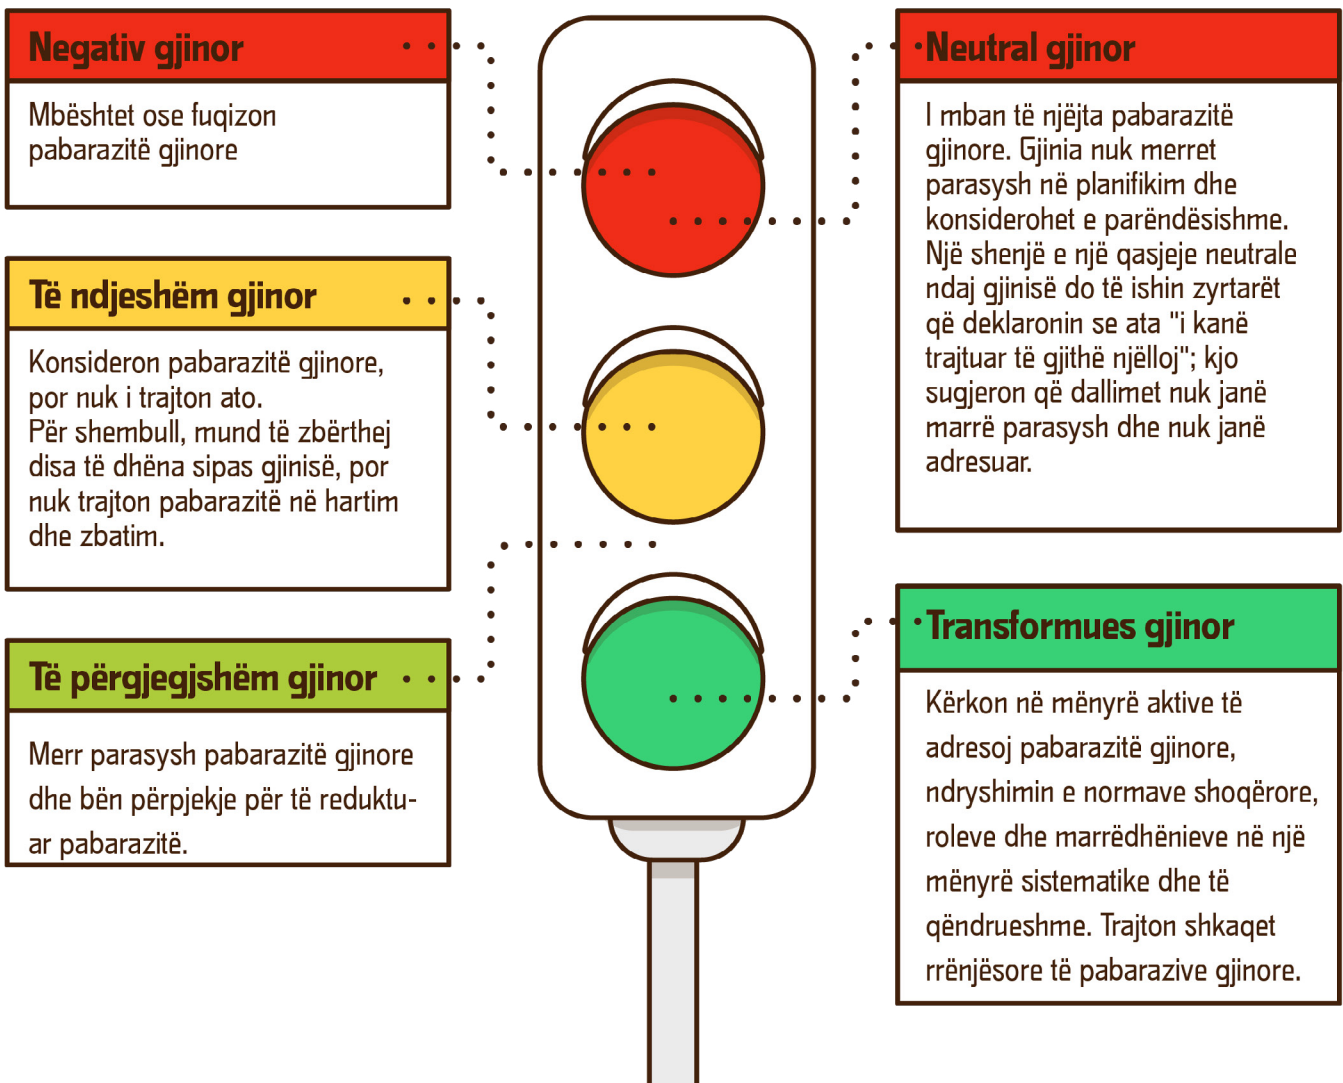 Negativ gjinor
Mbështet ose fuqizon
pabarazitë gjinore
Të ndjeshëm gjinor
Konsideron pabarazitë gjinore,
por nuk i trajton ato.
Për shembull, mund të zbërthej
disa të dhëna sipas gjinisë, por
nuk trajton pabarazitë në hartim
dhe zbatim.
Të përgjegjshëm gjinor
Merr parasysh pabarazitë gjinore
dhe bën përpjekje për të reduktu-
ar pabarazitë.
Neutral gjinor
I mban të njëjta pabarazitë
gjinore. Gjinia nuk merret
parasysh në planifikim dhe
konsiderohet e parëndësishme.
Një shenjë e një qasjeje neutrale
ndaj gjinisë do të ishin zyrtarët
që deklaronin se ata "i kanë
trajtuar të gjithë njëlloj"; kjo
sugjeron që dallimet nuk janë
marrë parasysh dhe nuk janë
adresuar.
Transformues gjinor
Kërkon në mënyrë aktive të
adresoj pabarazitë gjinore,
ndryshimin e normave shoqërore,
roleve dhe marrëdhënieve në një
mënyrë sistematike dhe të
qëndrueshme. Trajton shkaqet
rrënjësore të pabarazive gjinore.